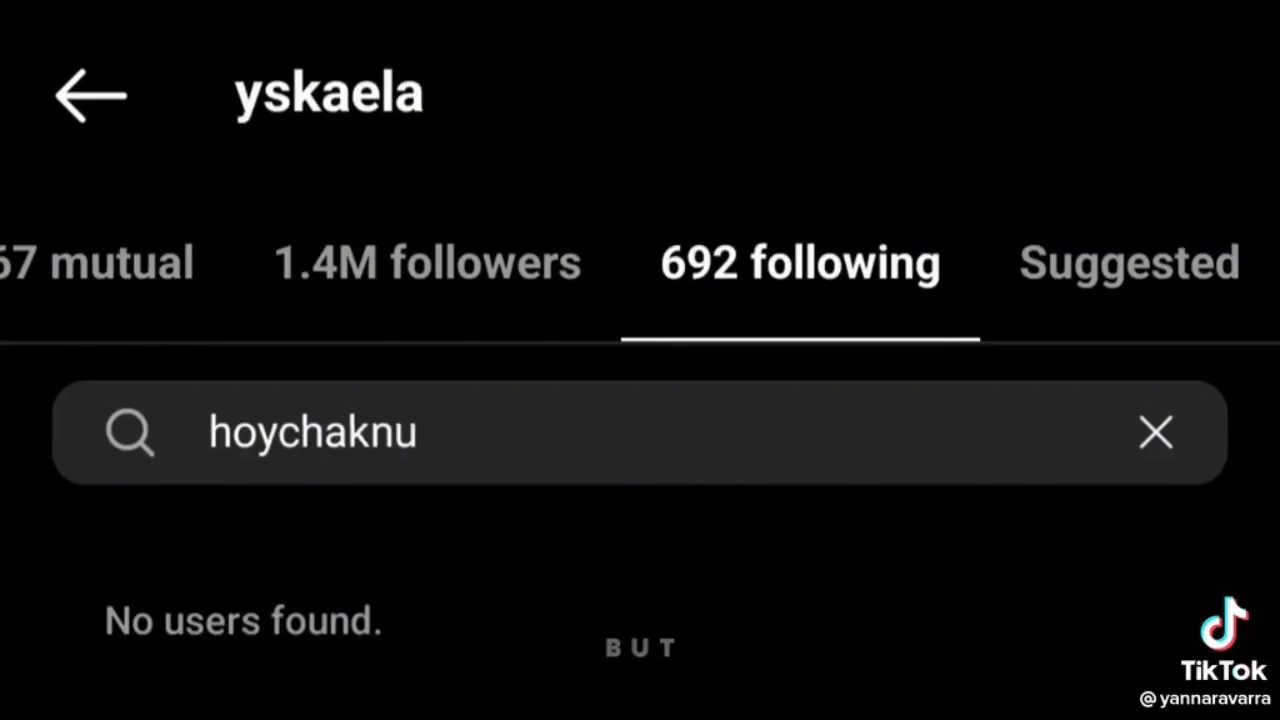 yskaela
67 mutual 1.4M followers 692 following Suggested
hoychaknu
No users found.
BUT
TikTok
@yannaravarra